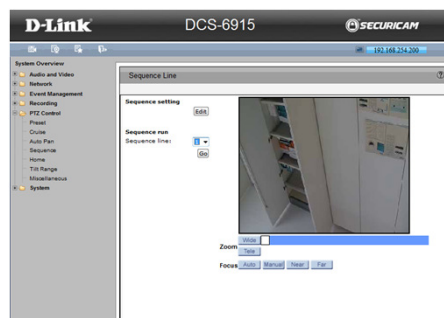 D-Link
DCS-6915
SECURICAM
192.168.254.200
System Overview
Audio and Video
Network
Event Management
Recording
PTZ Control
Preset
Cruise
Auto Pan
Sequence
Home
Tilt Range
Miscellaneous
System
Sequence Line
Sequence setting
Edit
Sequence run
Sequence line:
Go
Zoom
Wide
Tele
Focus
Auto
Manual
Near
Far